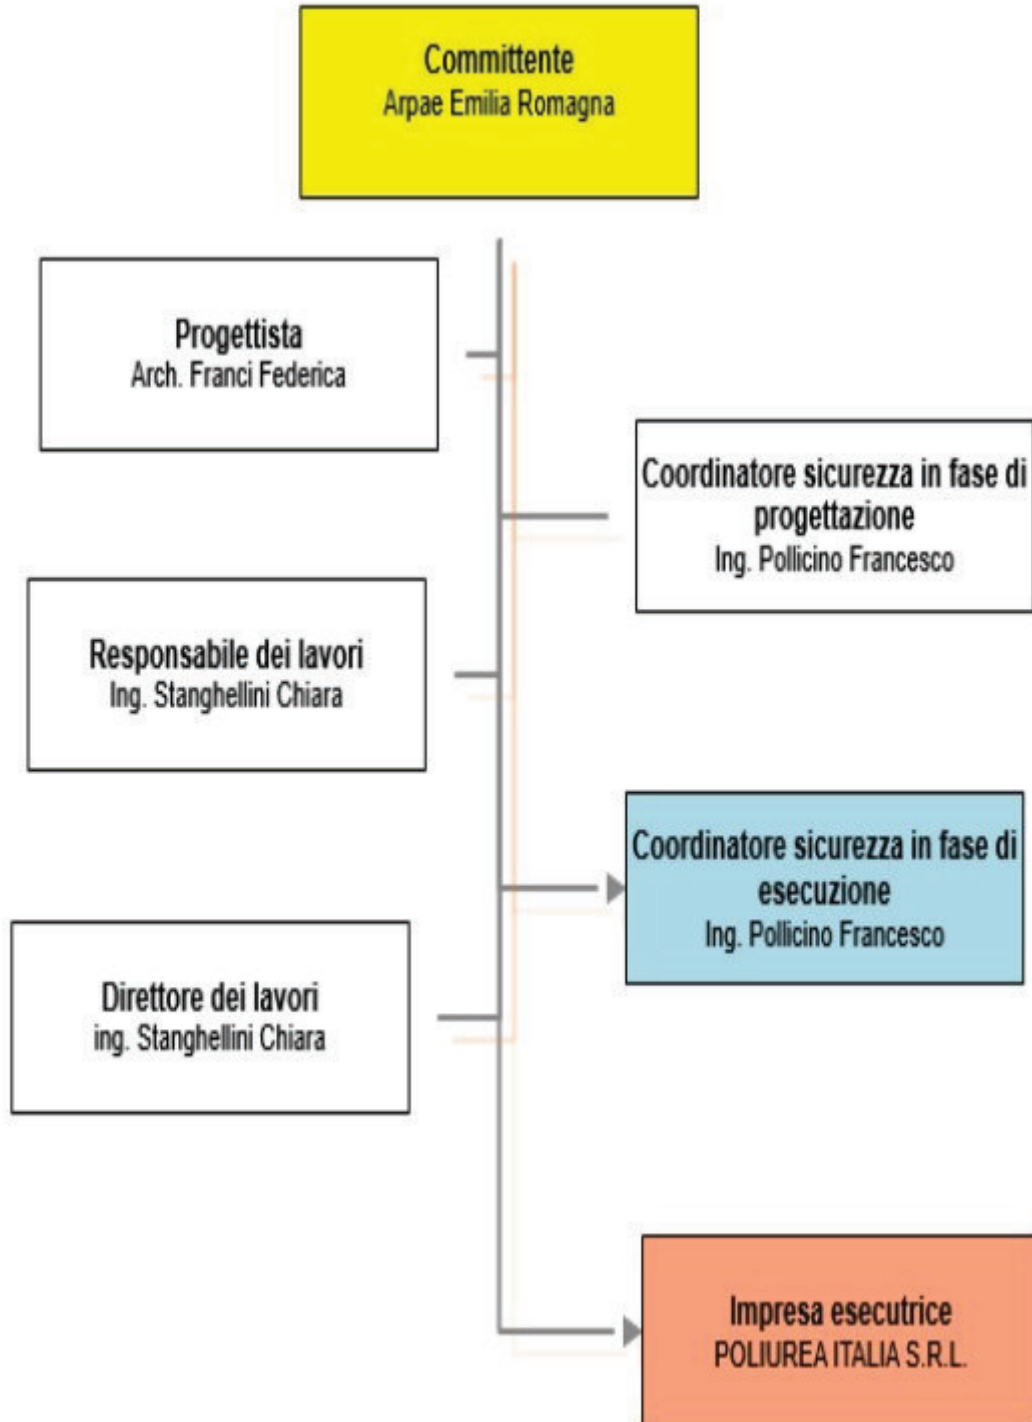 Committente
Arpae Emilia Romagna
Progettista
Arch. Franci Federica
Coordinatore sicurezza in fase di
progettazione
Ing. Pollicino Francesco
Responsabile dei lavori
Ing. Stanghellini Chiara
Coordinatore sicurezza in fase di
esecuzione
Ing. Pollicino Francesco
Direttore dei lavori
ing. Stanghellini Chiara
Impresa esecutrice
POLIUREA ITALIA S.R.L.